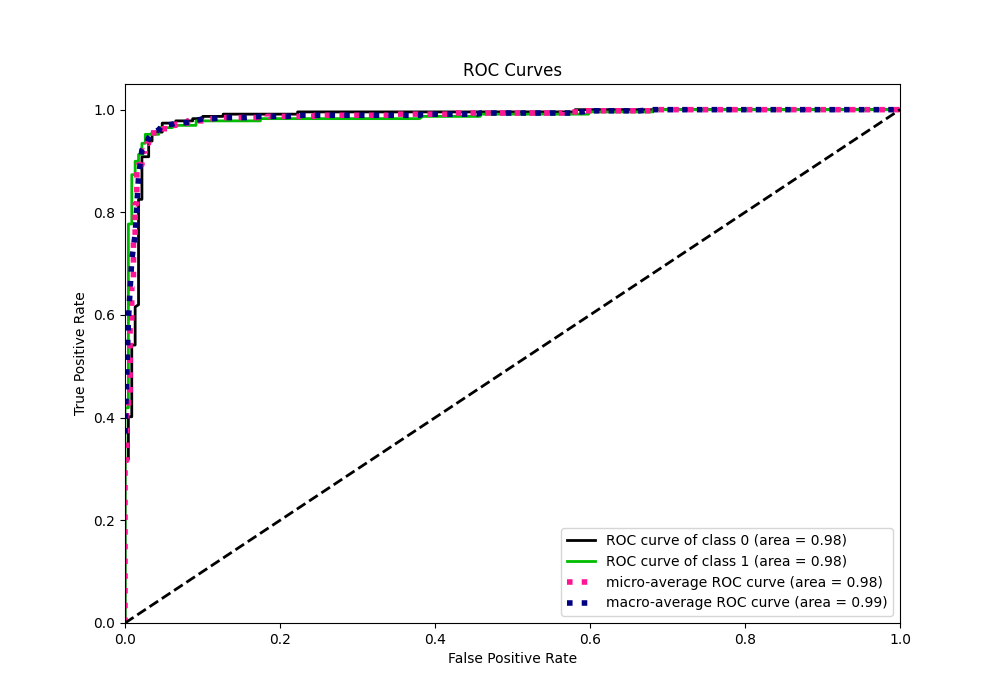 ROC Curves
1.0
0.8
0.6
0.4
0.2
0.0
True Positive Rate
ROC curve of class 0 (area = 0.98)
ROC curve of class 1 (area = 0.98)
micro-average ROC curve (area = 0.98)
macro-average ROC curve (area = 0.99)
0.0 0.2 0.4 0.6 0.8 1.0
False Positive Rate